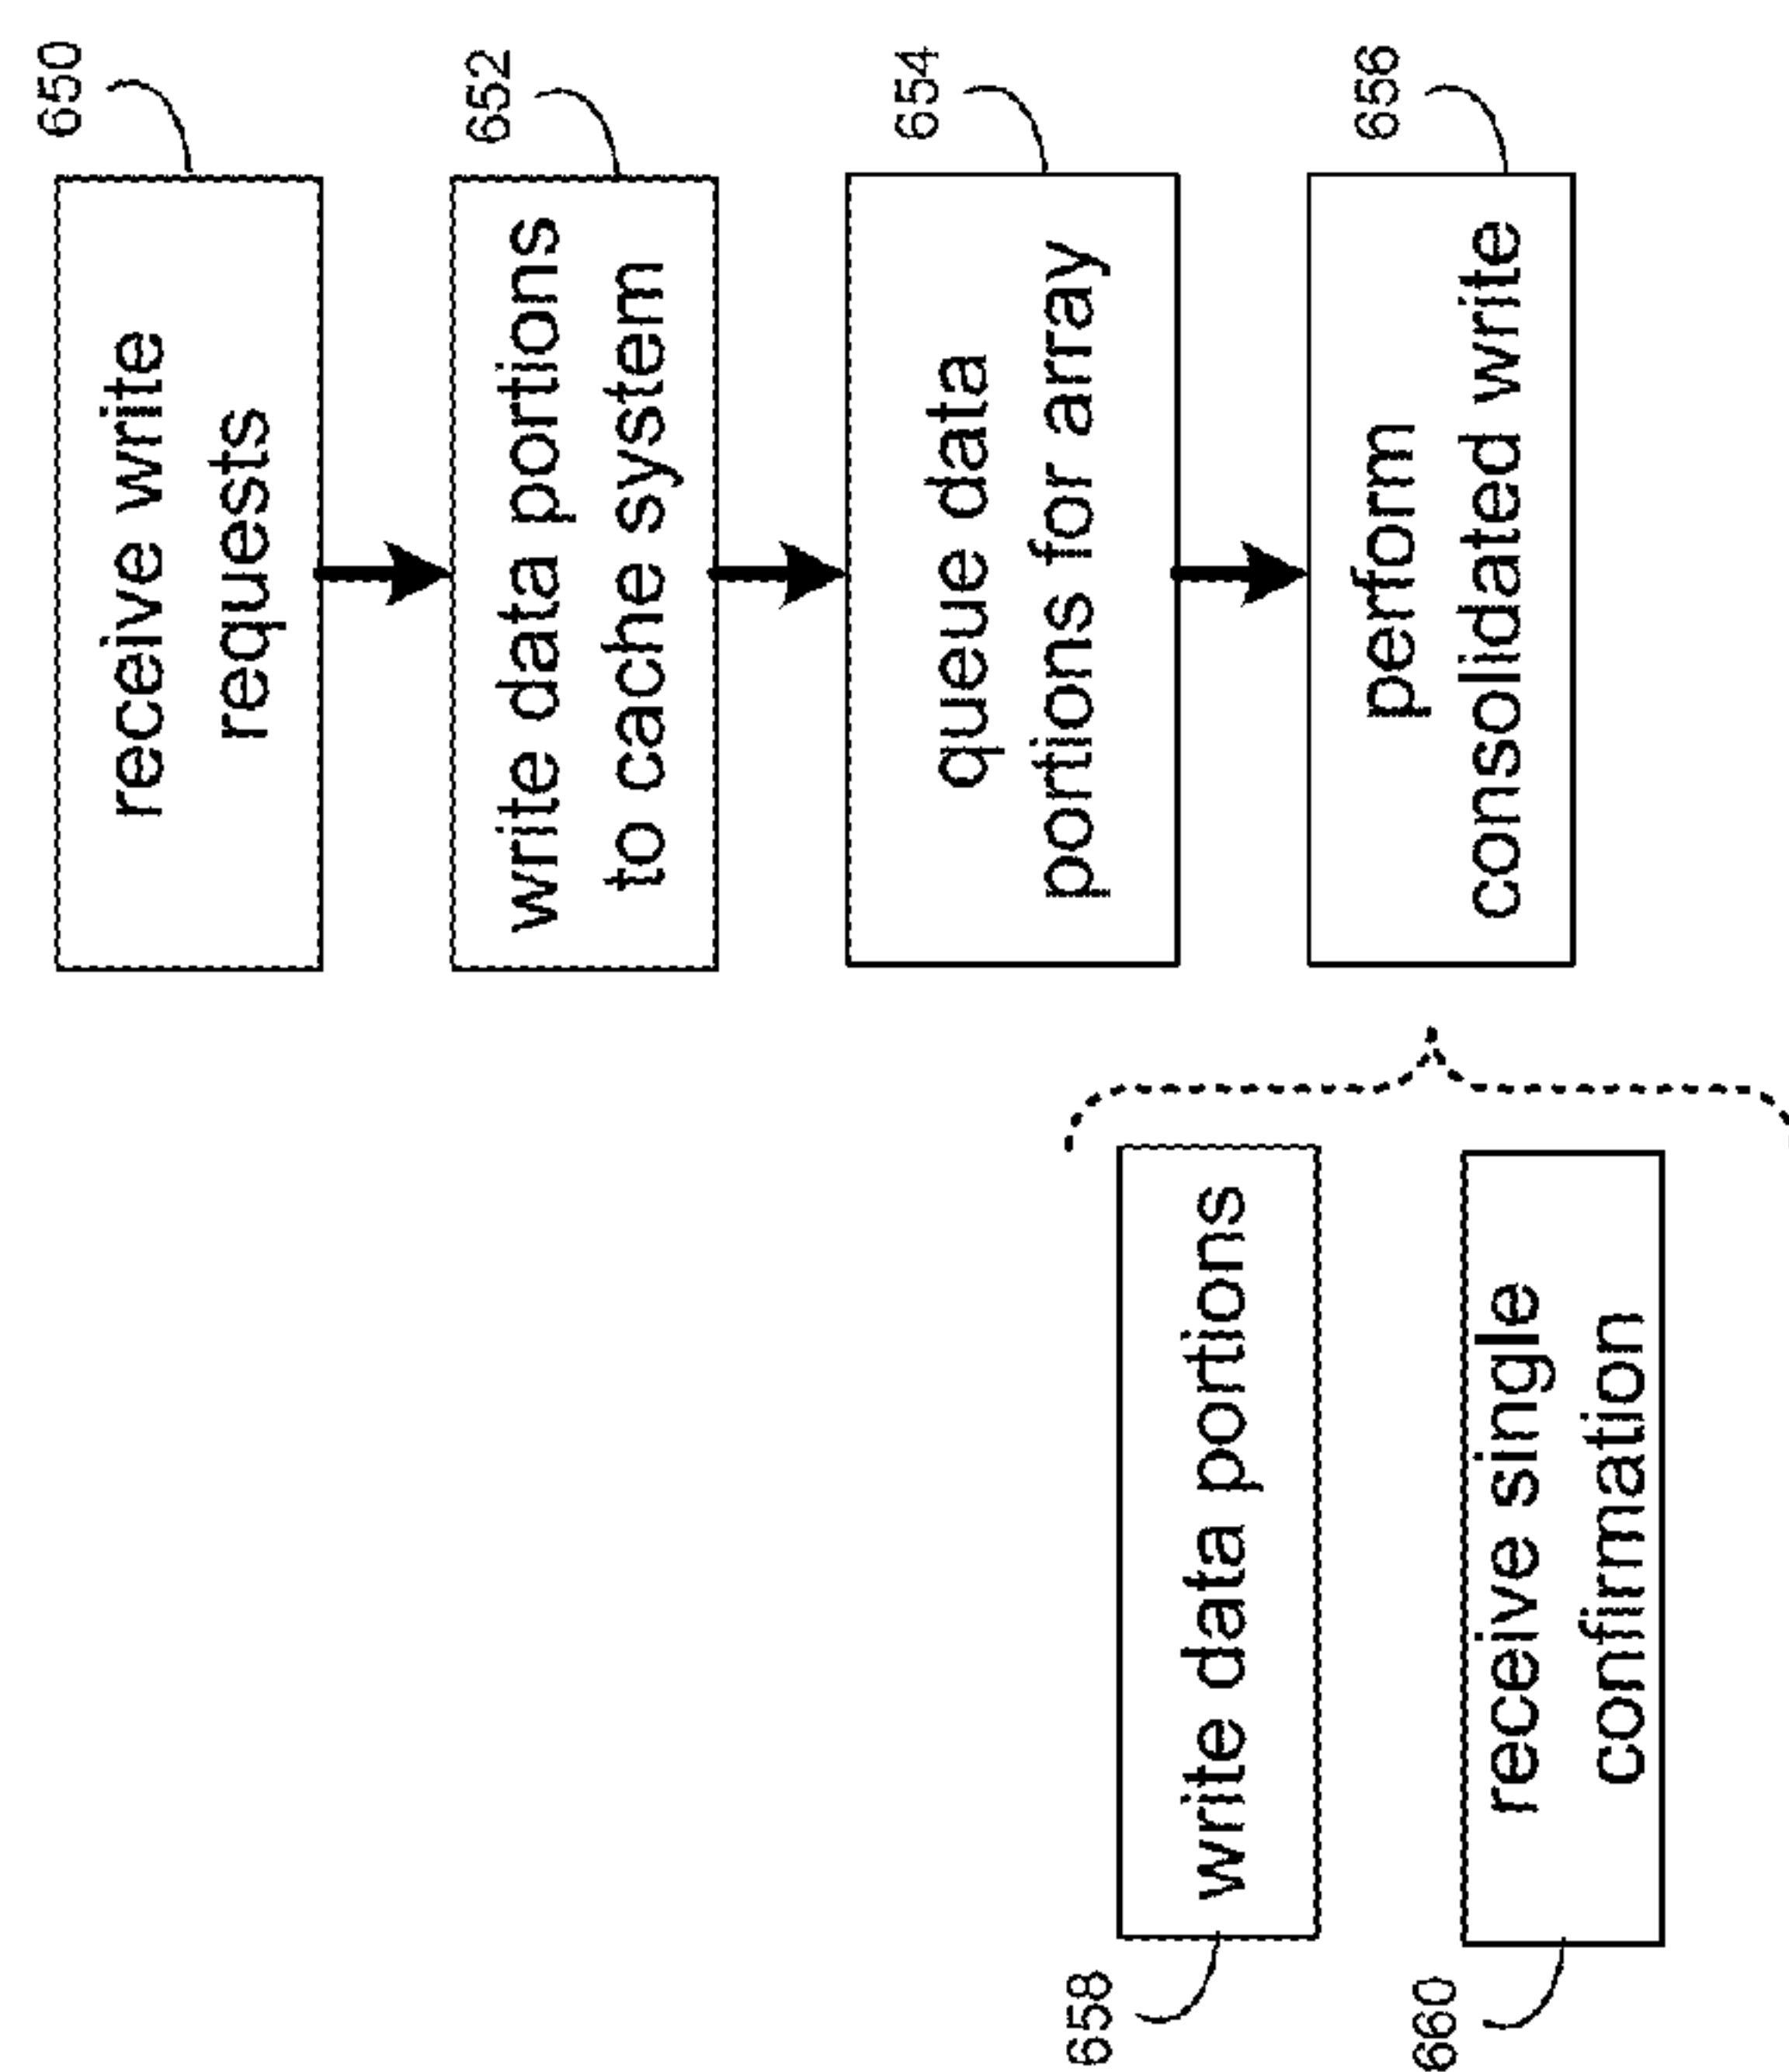 650
receive write
requests
652
write data portions
to cache system
654
queue data
portions for array
656
perform
consolidated write
658
write data portions
660
receive single
confirmation